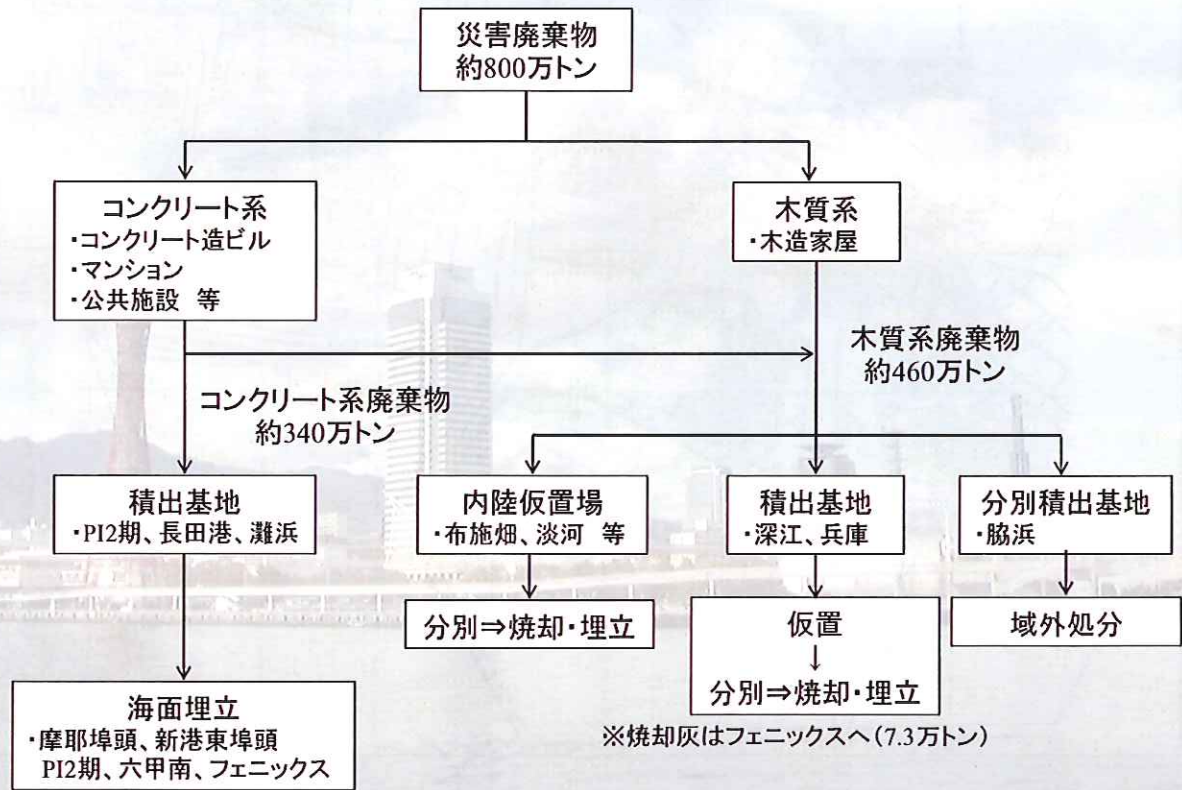 災害廃棄物
約800万トン
コンクリート系
・コンクリート造ビル
・マンション
・公共施設 等
木質系
・木造家屋
木質系廃棄物
約460万トン
コンクリート系廃棄物
約340万トン
積出基地
・PI2期、長田港、灘浜
内陸仮置場
・布施畑、淡河 等
積出基地
・深江、兵庫
分別積出基地
・脇浜
分別⇒焼却・埋立
仮置
↓
分別⇒焼却・埋立
域外処分
海面埋立
・摩耶埠頭、新港東埠頭
PI2期、六甲南、フェニックス
※焼却灰はフェニックスへ（7.3万トン）